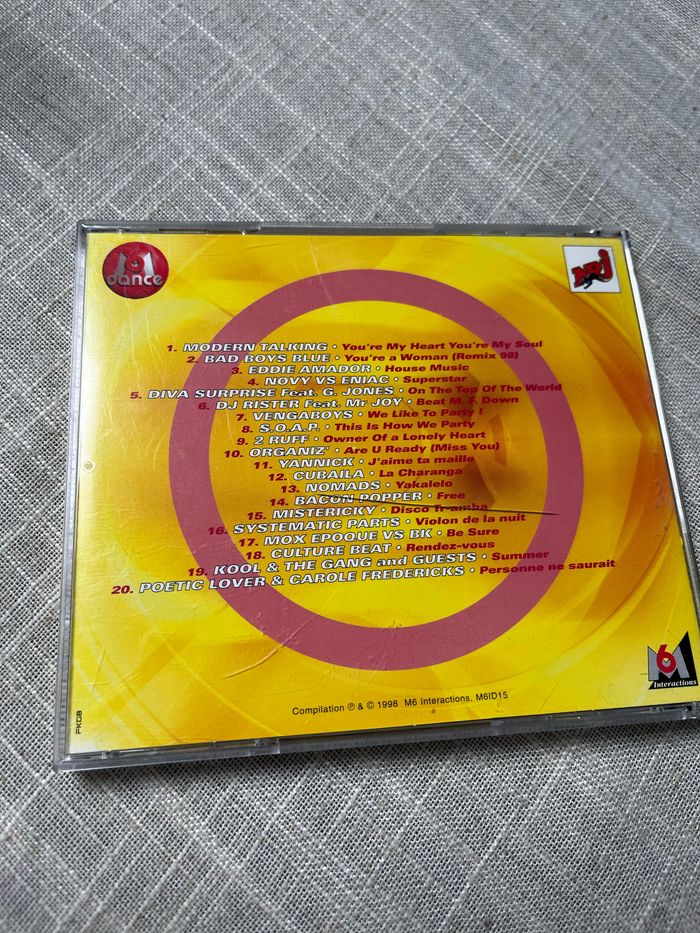 M6 dance
NRJ
1. MODERN TALKING • You're My Heart You're My Soul
2. BAD BOYS BLUE • You're a Woman (Remix 98)
3. EDDIE AMADOR • House Music
4. NOVY VS ENIAC • Superstar
5. DIVA SURPRISE Feat. G. JONES • On The Top Of The World
6. DJ RISTER Feat. Mr JOY • Beat M. F. Down
7. VENGABOYS • We Like To Party !
8. S.O.A.P. • This Is How We Party
9. 2 RUFF • Owner Of a Lonely Heart
10. ORGANIZ' • Are U Ready (Miss You)
11. YANNICK • J'aime ta maille
12. CUBAILA • La Charanga
13. NOMADS • Yakalelo
14. BACON POPPER • Free
15. MISTERICKY • Disco fr-amba
16. SYSTEMATIC PARTS • Violon de la nuit
17. MOX EPOQUE VS BK • Be Sure
18. CULTURE BEAT • Rendez-vous
19. KOOL & THE GANG and GUESTS • Summer
20. POETIC LOVER & CAROLE FREDERICKS • Personne ne saurait
M6 Interactions
Compilation ℗ & © 1998 M6 Interactions. M6ID15
PKGB